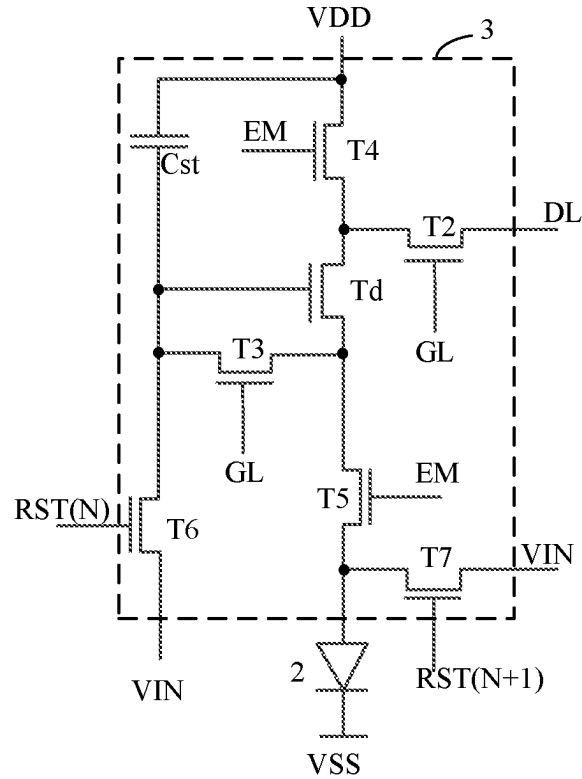 VDD
3
EM
T4
Cst
T2
DL
Td
T3
GL
GL
EM
T5
RST(N)
T6
T7
VIN
VIN
2
RST(N+1)
VSS